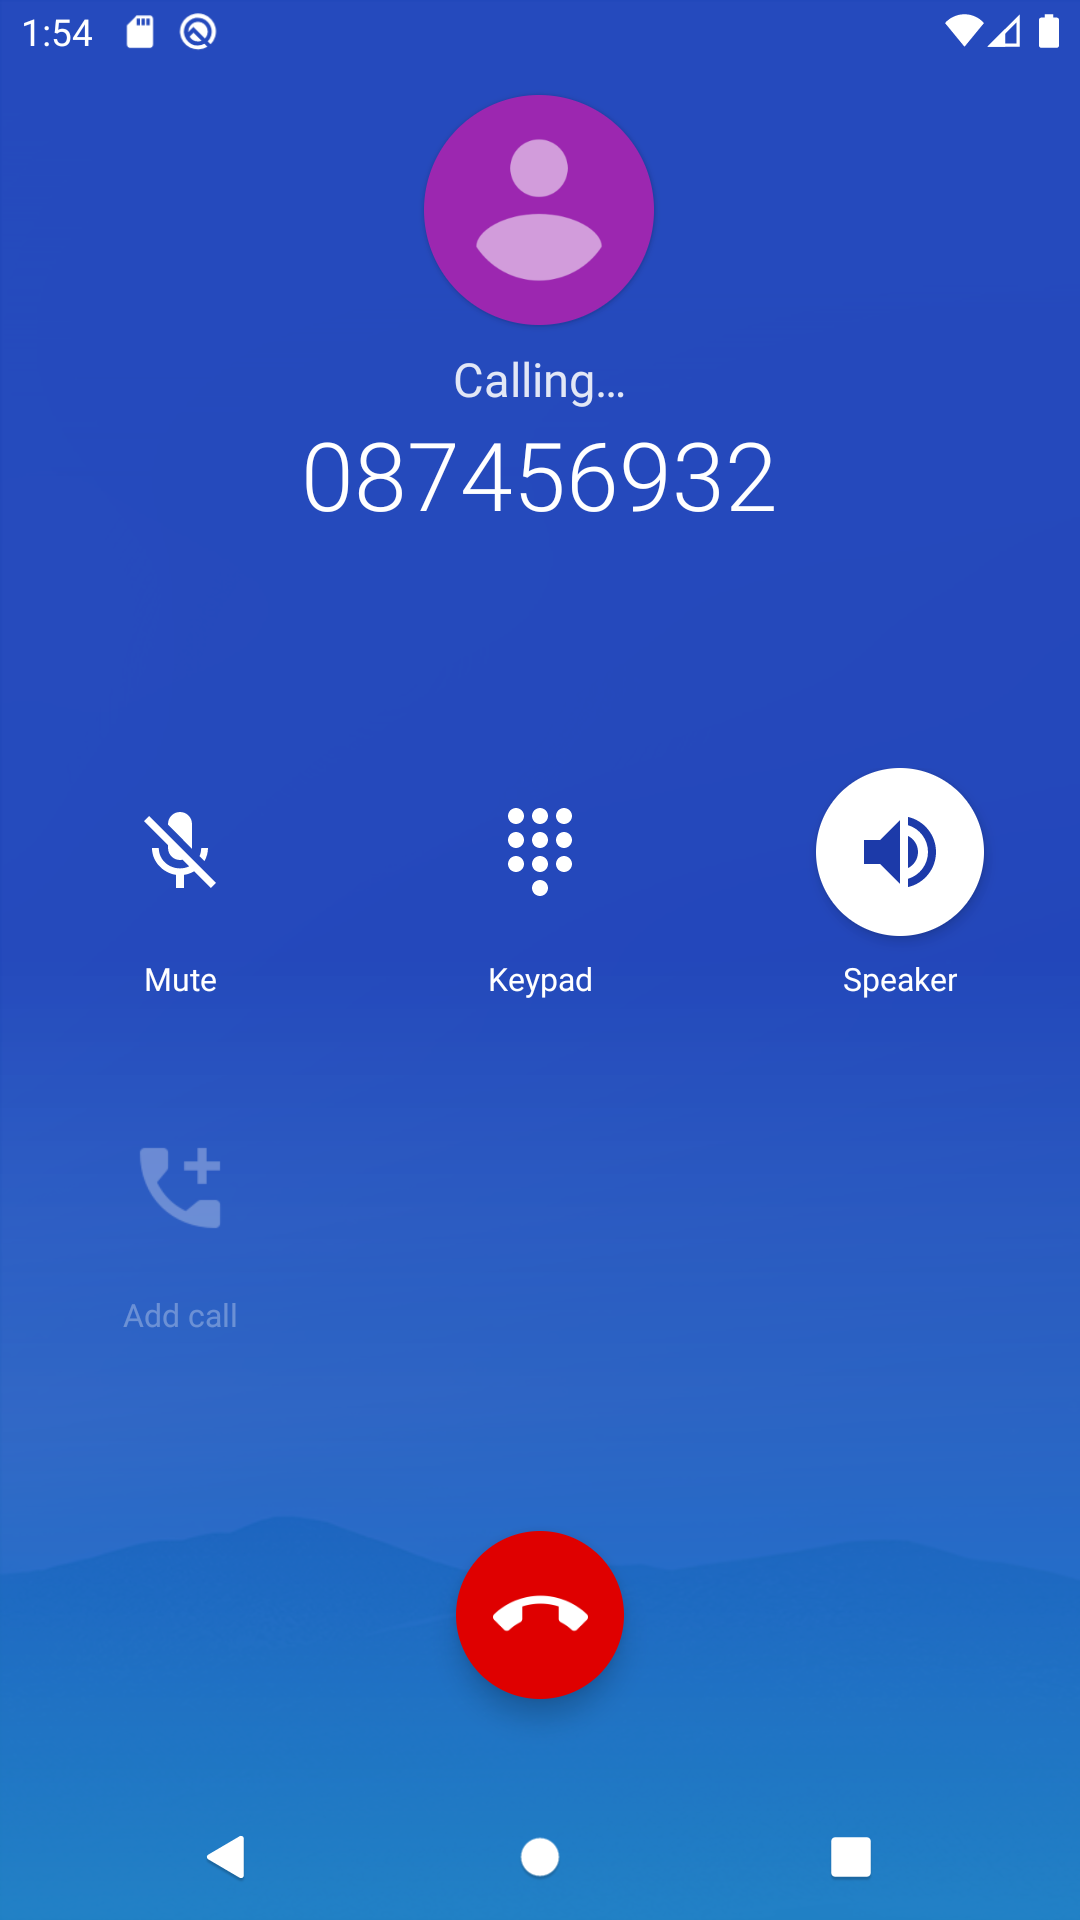 1:54
Calling…
087456932
Mute
Keypad
Speaker
Add call